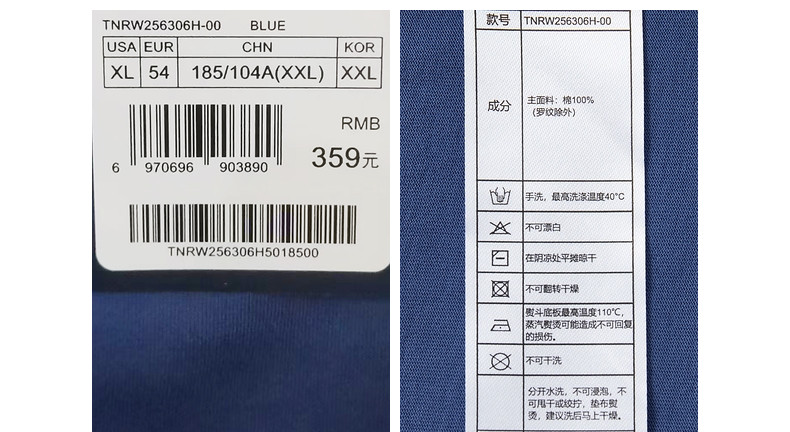 TNRW256306H-00 BLUE
USA EUR CHN KOR
XL 54 185/104A(XXL) XXL
RMB
359元
6 970696 903890
TNRW256306H5018500
款号 TNRW256306H-00
成分 主面料：棉100%
（罗纹除外）
手洗，最高洗涤温度40°C
不可漂白
在阴凉处平摊晾干
不可翻转干燥
熨斗底板最高温度110℃，
蒸汽熨烫可能造成不可回复
的损伤。
不可干洗
分开水洗，不可浸泡，不
可甩干或绞拧，垫布熨
烫，建议洗后马上干燥。